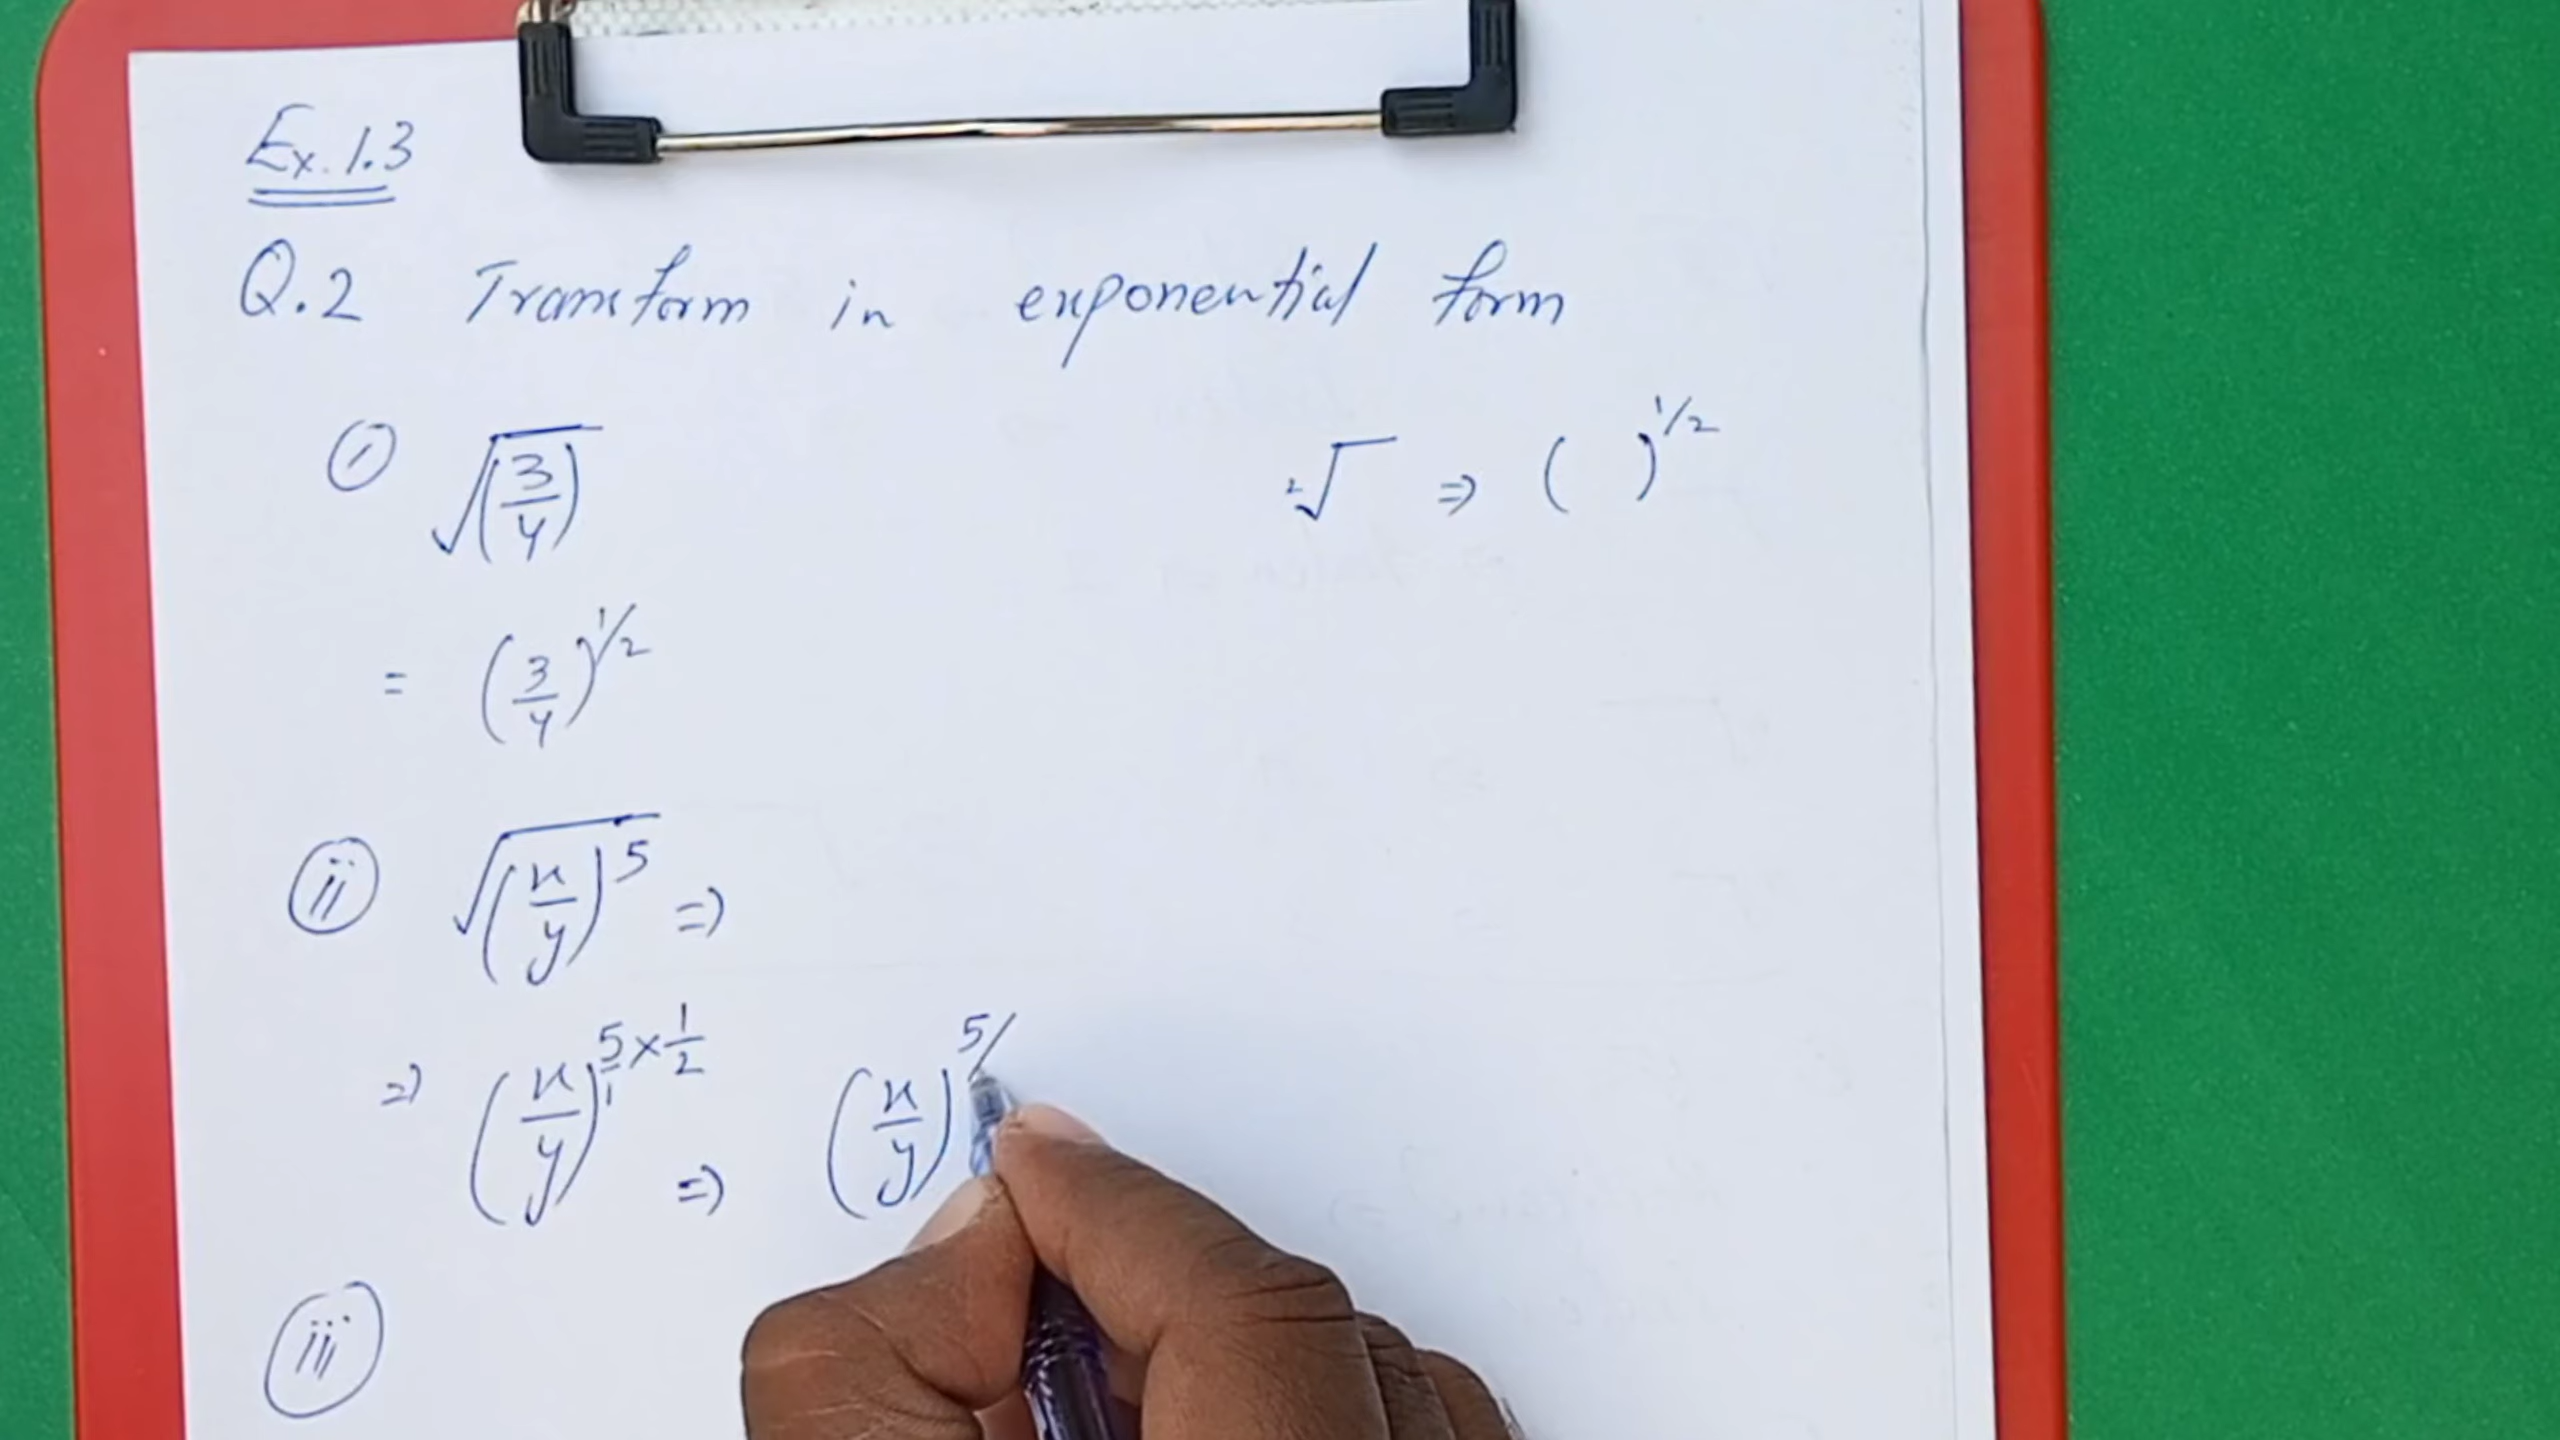 Ex. 1.3
Q.2 Transform in exponential form
(i) √(3/4) ²√ ⇒ ( )^1/2
= (3/4)^1/2
(ii) √(x/y)^5 ⇒
⇒ (x/y)^5/1 × 1/2 ⇒ (x/y)^5/
(iii)